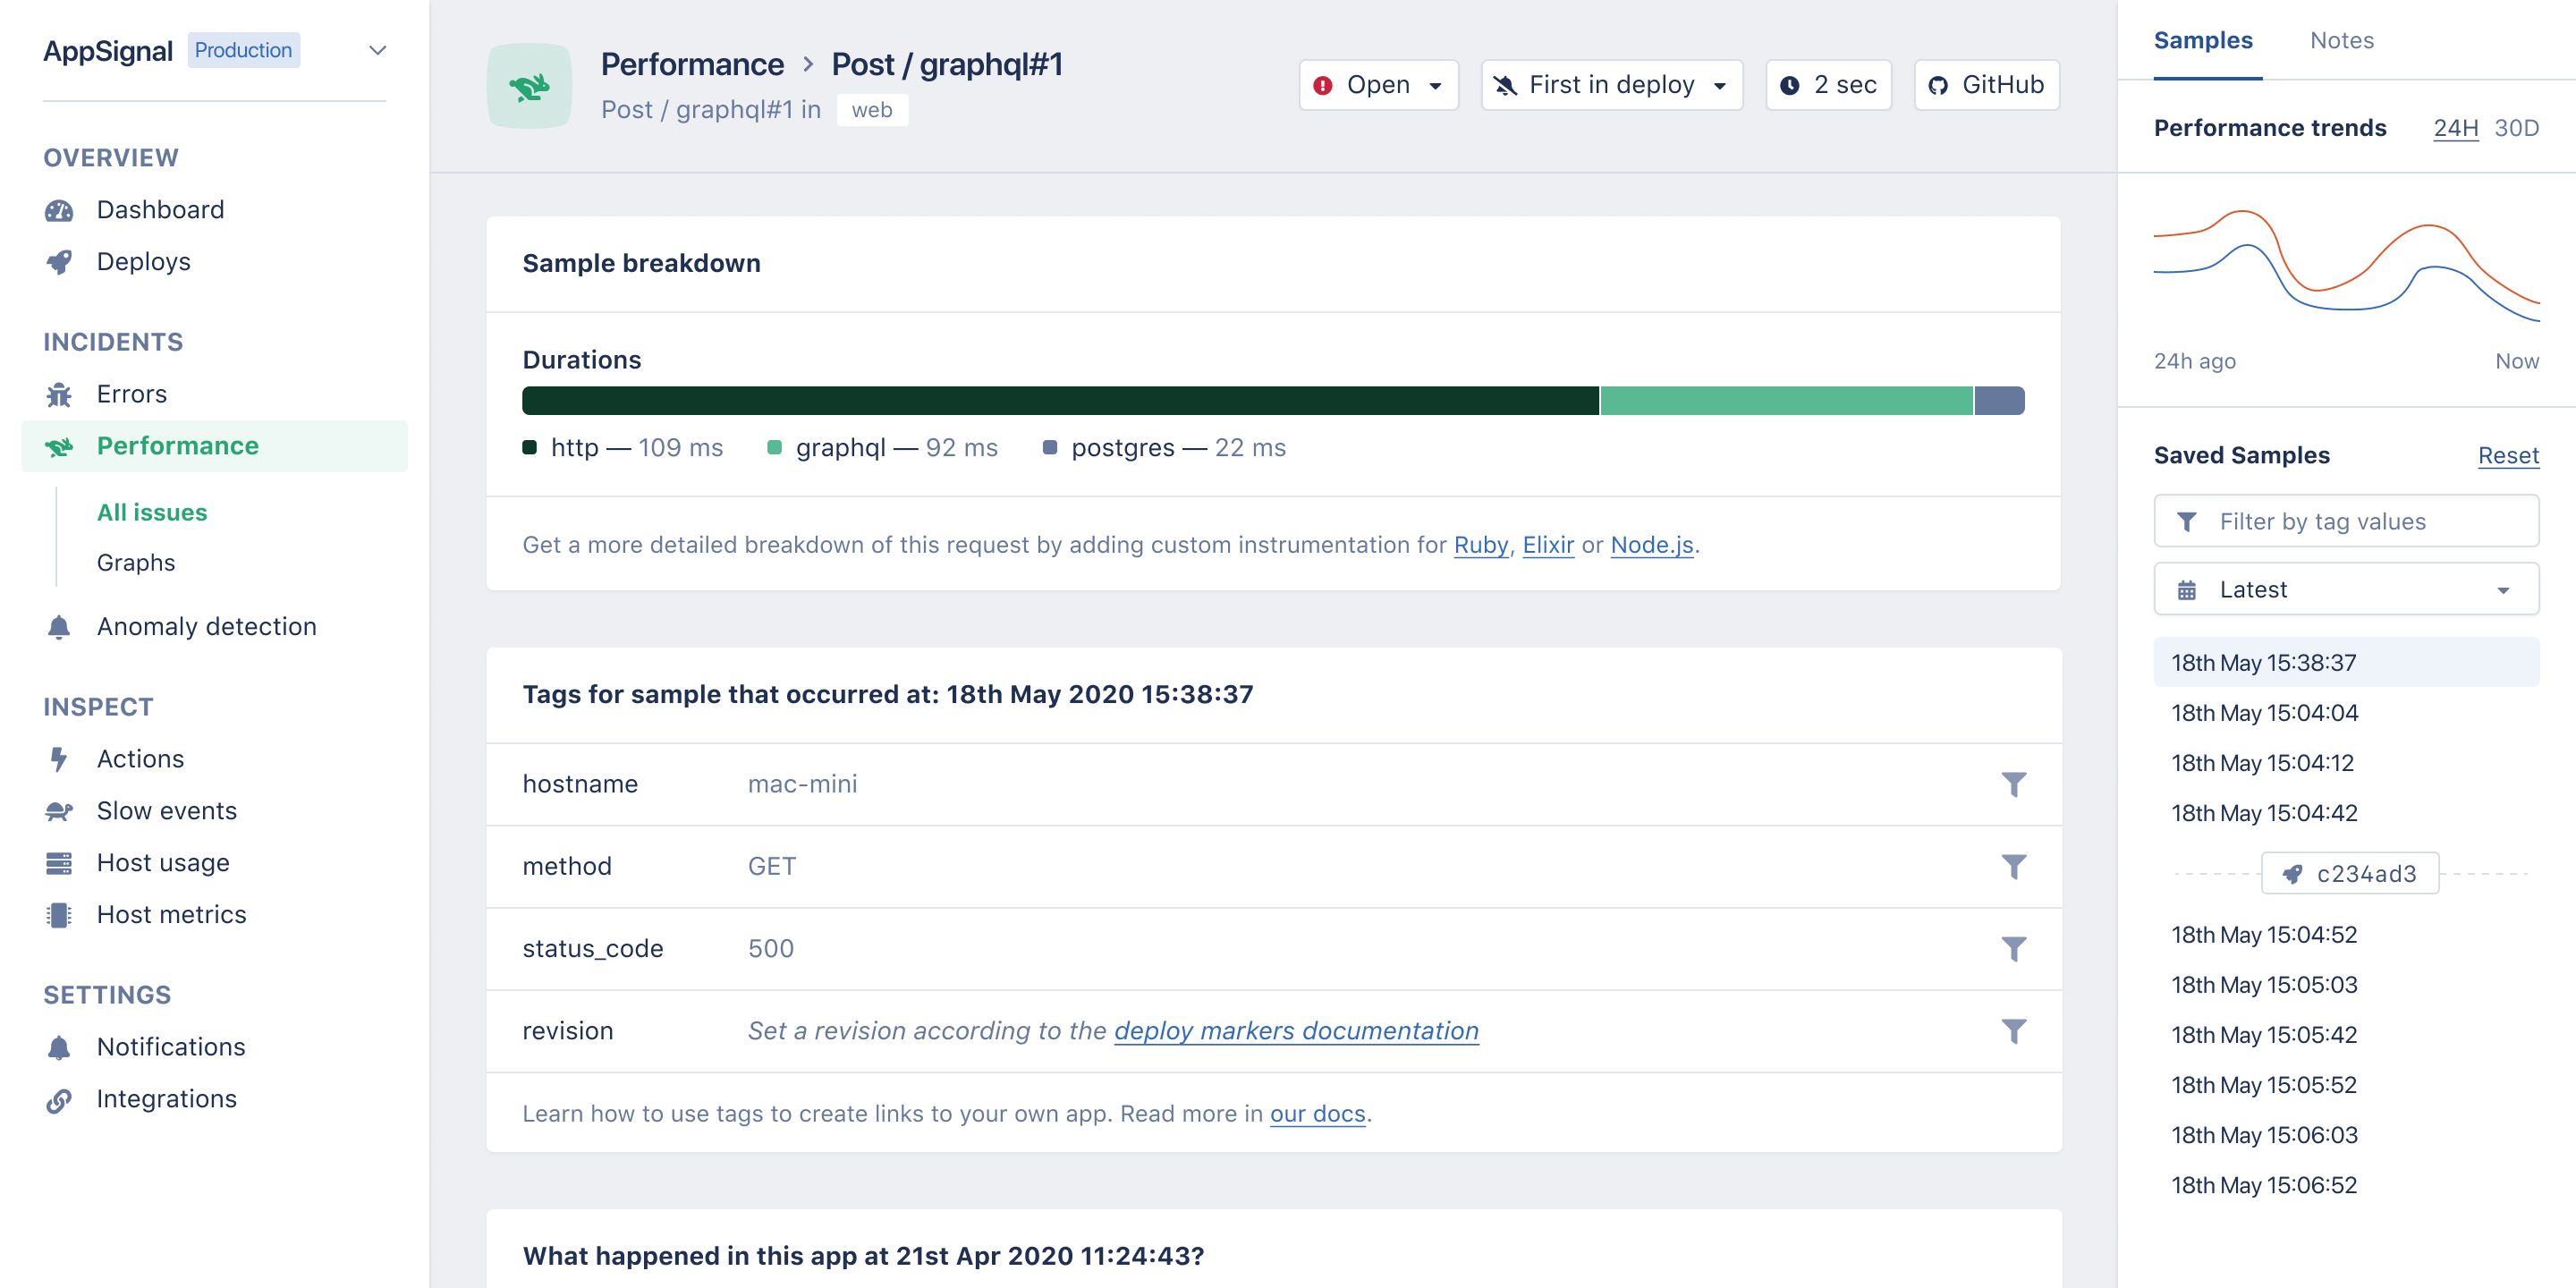 AppSignal Production
OVERVIEW
Dashboard
Deploys
INCIDENTS
Errors
Performance
All issues
Graphs
Anomaly detection
INSPECT
Actions
Slow events
Host usage
Host metrics
SETTINGS
Notifications
Integrations
Performance > Post / graphql#1
Post / graphql#1 in web
Open
First in deploy
2 sec
GitHub
Sample breakdown
Durations
http — 109 ms graphql — 92 ms postgres — 22 ms
Get a more detailed breakdown of this request by adding custom instrumentation for Ruby, Elixir or Node.js.
Tags for sample that occurred at: 18th May 2020 15:38:37
hostname mac-mini
method GET
status_code 500
revision Set a revision according to the deploy markers documentation
Learn how to use tags to create links to your own app. Read more in our docs.
What happened in this app at 21st Apr 2020 11:24:43?
Samples Notes
Performance trends 24H 30D
24h ago Now
Saved Samples Reset
Filter by tag values
Latest
18th May 15:38:37
18th May 15:04:04
18th May 15:04:12
18th May 15:04:42
c234ad3
18th May 15:04:52
18th May 15:05:03
18th May 15:05:42
18th May 15:05:52
18th May 15:06:03
18th May 15:06:52